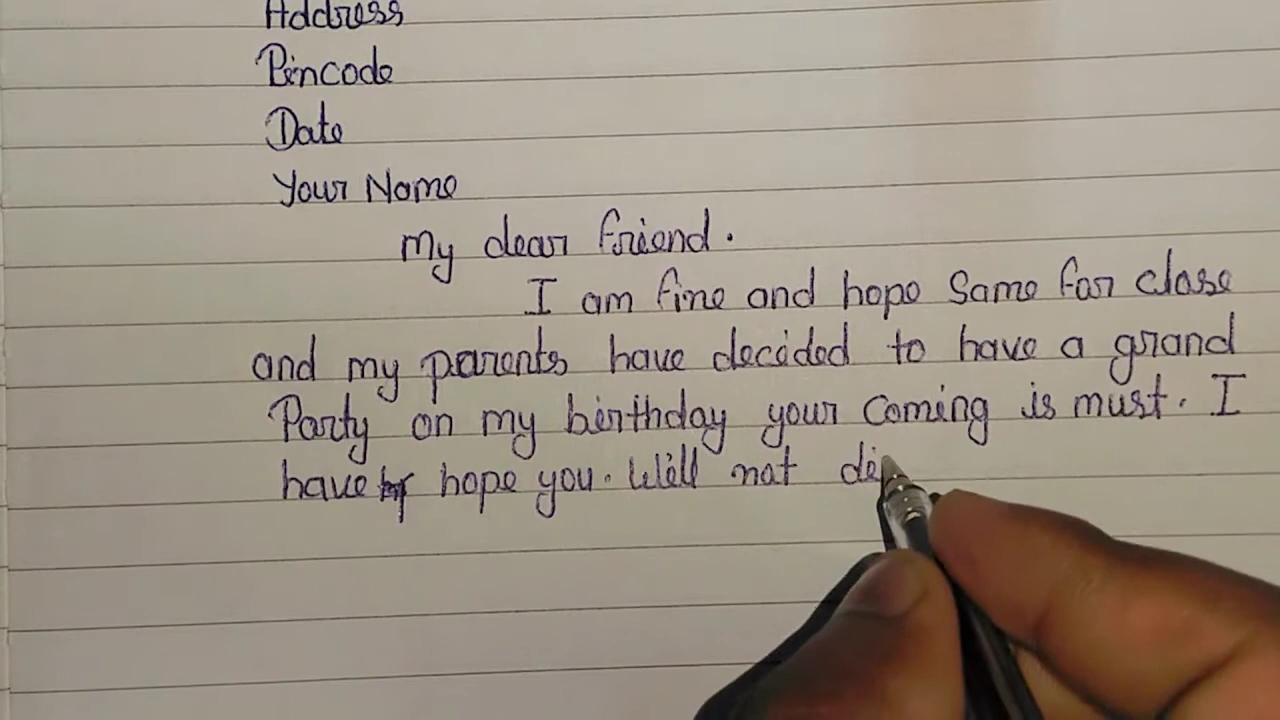 Address
Pincode
Date
Your Name
My dear friend.
I am fine and hope Same for close
and my parents have decided to have a grand
Party on my birthday your Coming is must. I
have hope you. Will not di